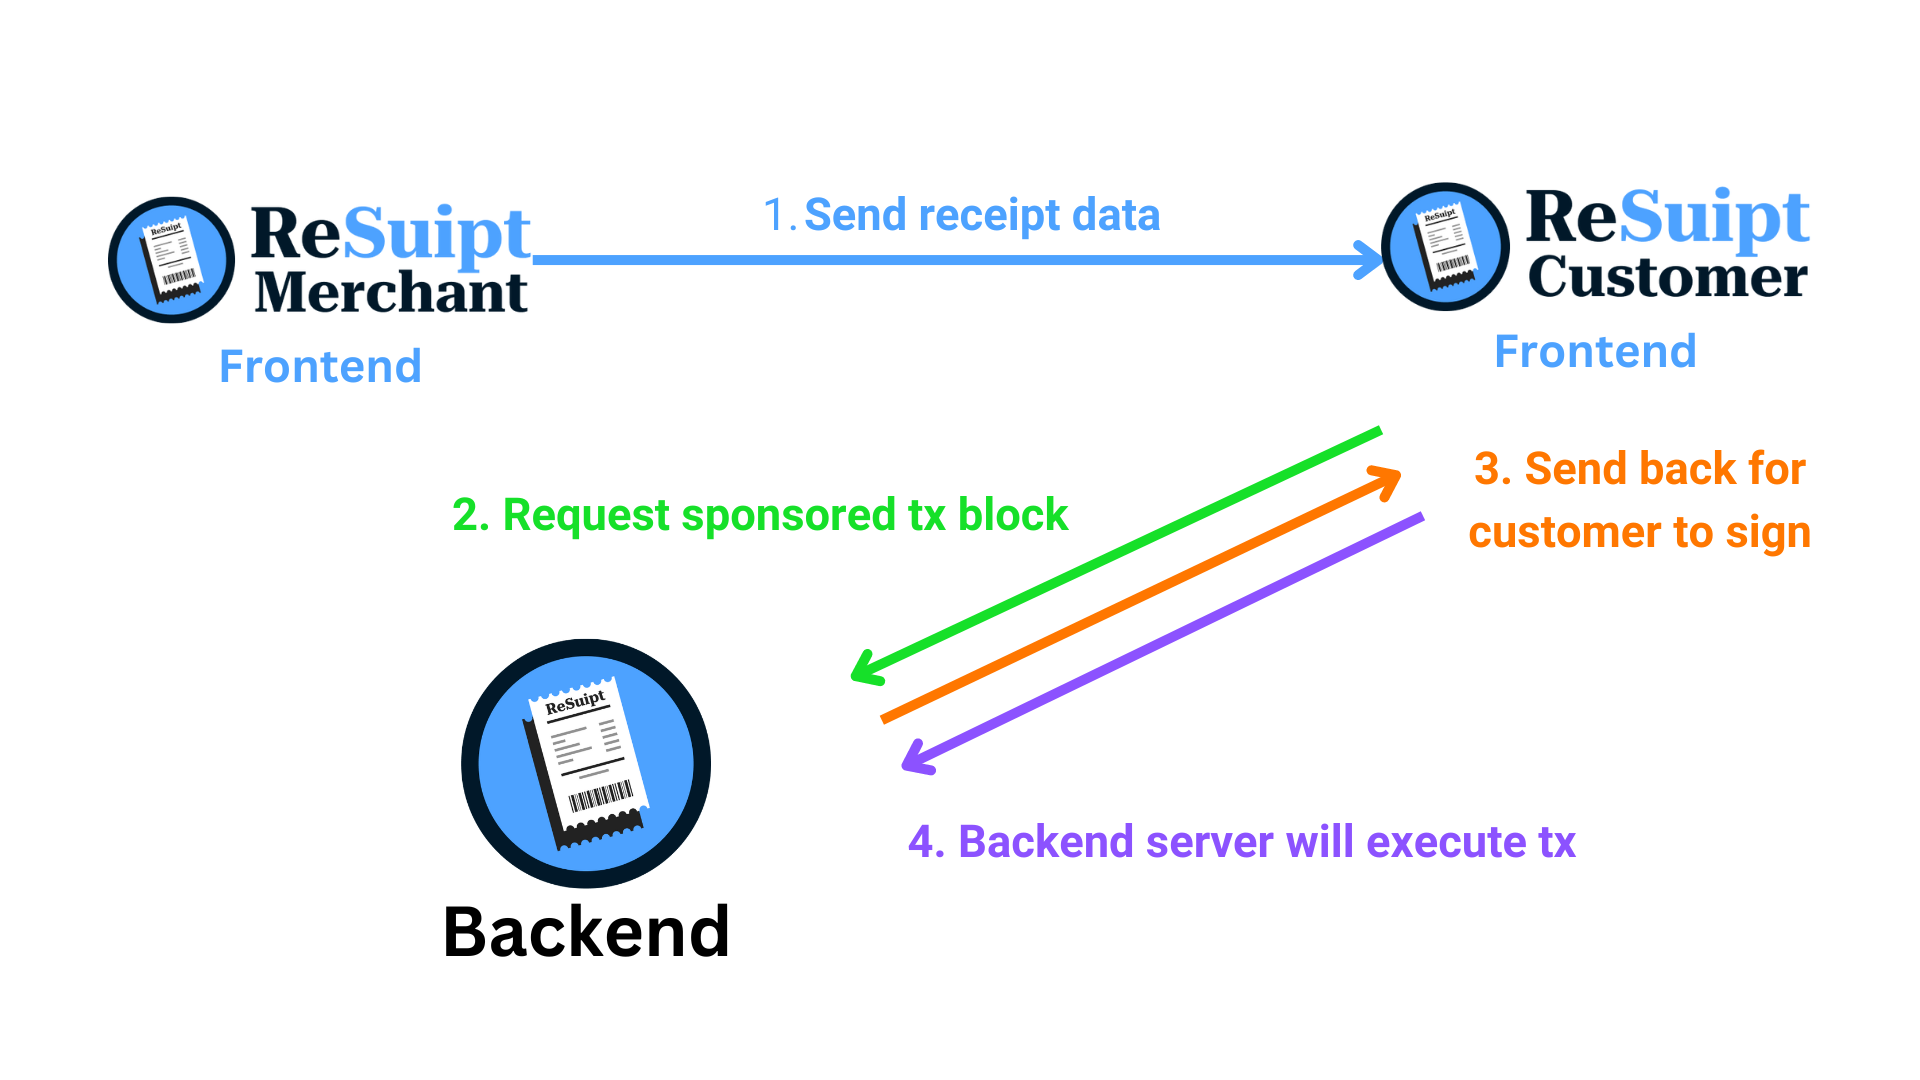 1. Send receipt data
ReSuipt
ReSuipt
Merchant
Frontend
ReSuipt
ReSuipt
Customer
Frontend
2. Request sponsored tx block
3. Send back for
customer to sign
ReSuipt
Backend
4. Backend server will execute tx